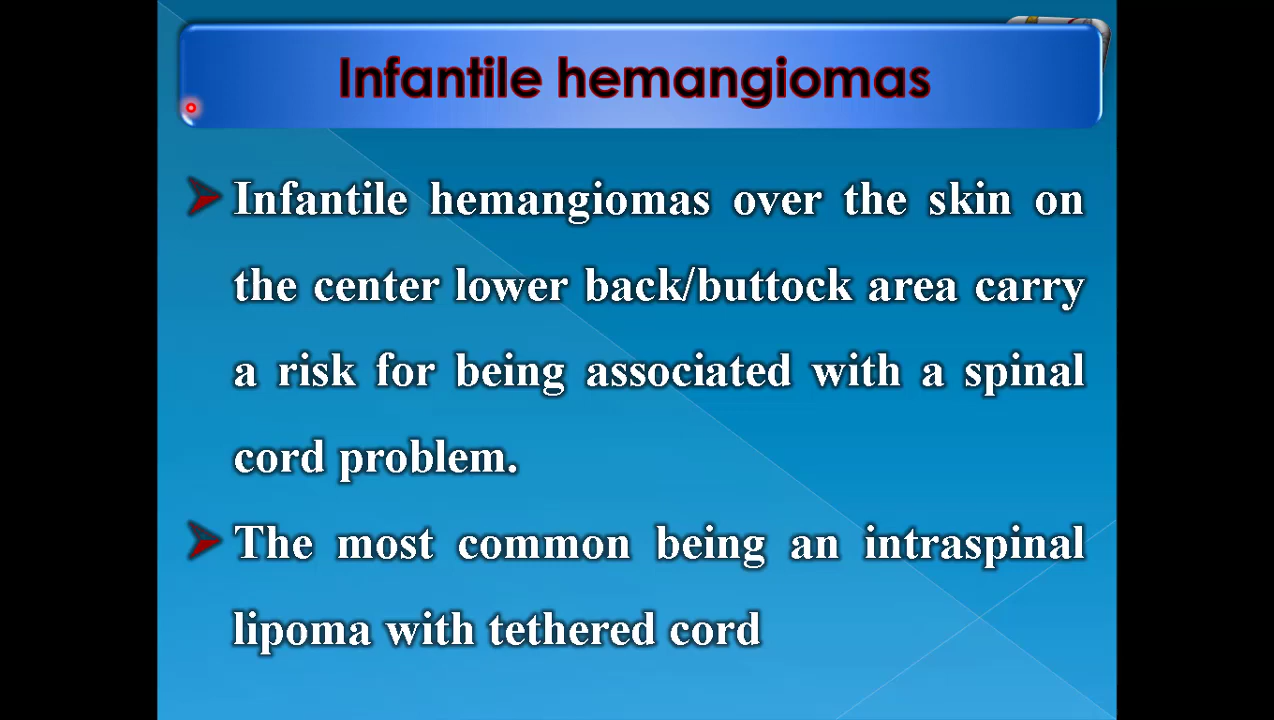 Infantile hemangiomas
Infantile hemangiomas over the skin on
the center lower back/buttock area carry
a risk for being associated with a spinal
cord problem.
The most common being an intraspinal
lipoma with tethered cord